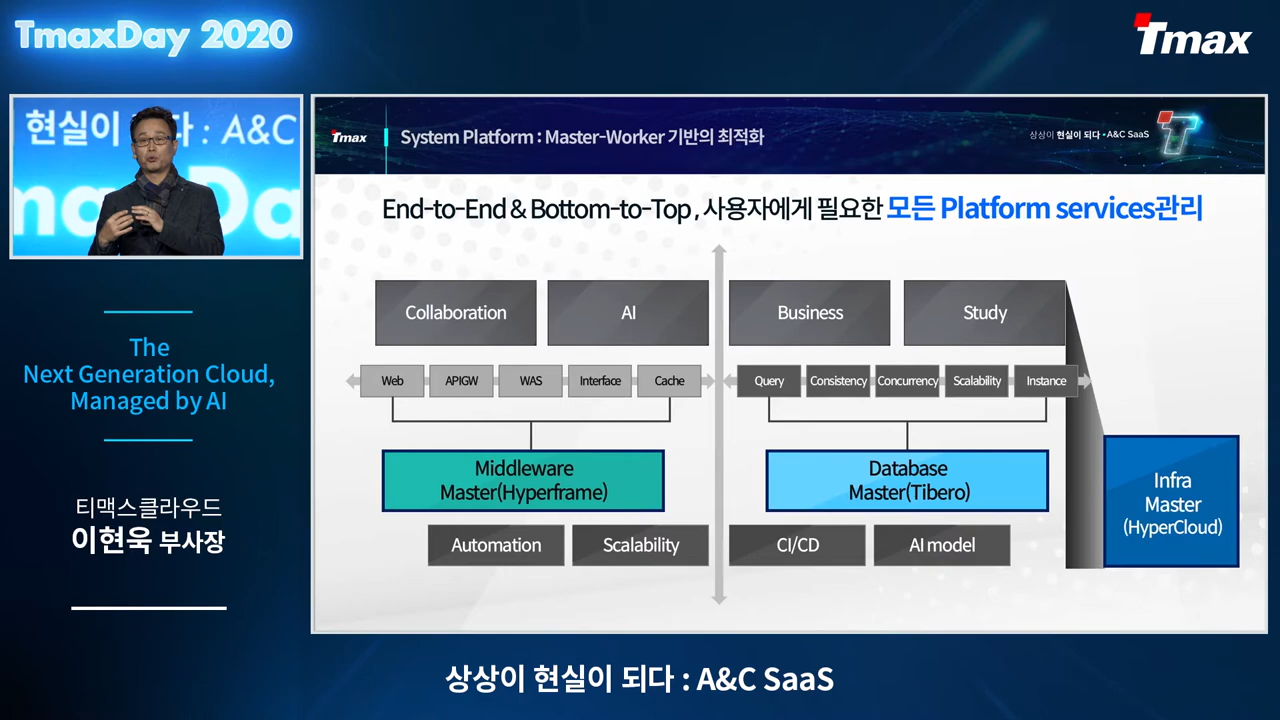 TmaxDay 2020
Tmax
현실이 다 : A&C
maxDa
The
Next Generation Cloud,
Managed by AI
티맥스클라우드
이현욱 부사장
Tmax
System Platform : Master-Worker 기반의 최적화
상상이 현실이 되다 • A&C SaaS
T
End-to-End & Bottom-to-Top , 사용자에게 필요한 모든 Platform services관리
Collaboration
AI
Business
Study
Web
APIGW
WAS
Interface
Cache
Query
Consistency
Concurrency
Scalability
Instance
Middleware
Master(Hyperframe)
Database
Master(Tibero)
Infra
Master
(HyperCloud)
Automation
Scalability
CI/CD
AI model
상상이 현실이 되다 : A&C SaaS